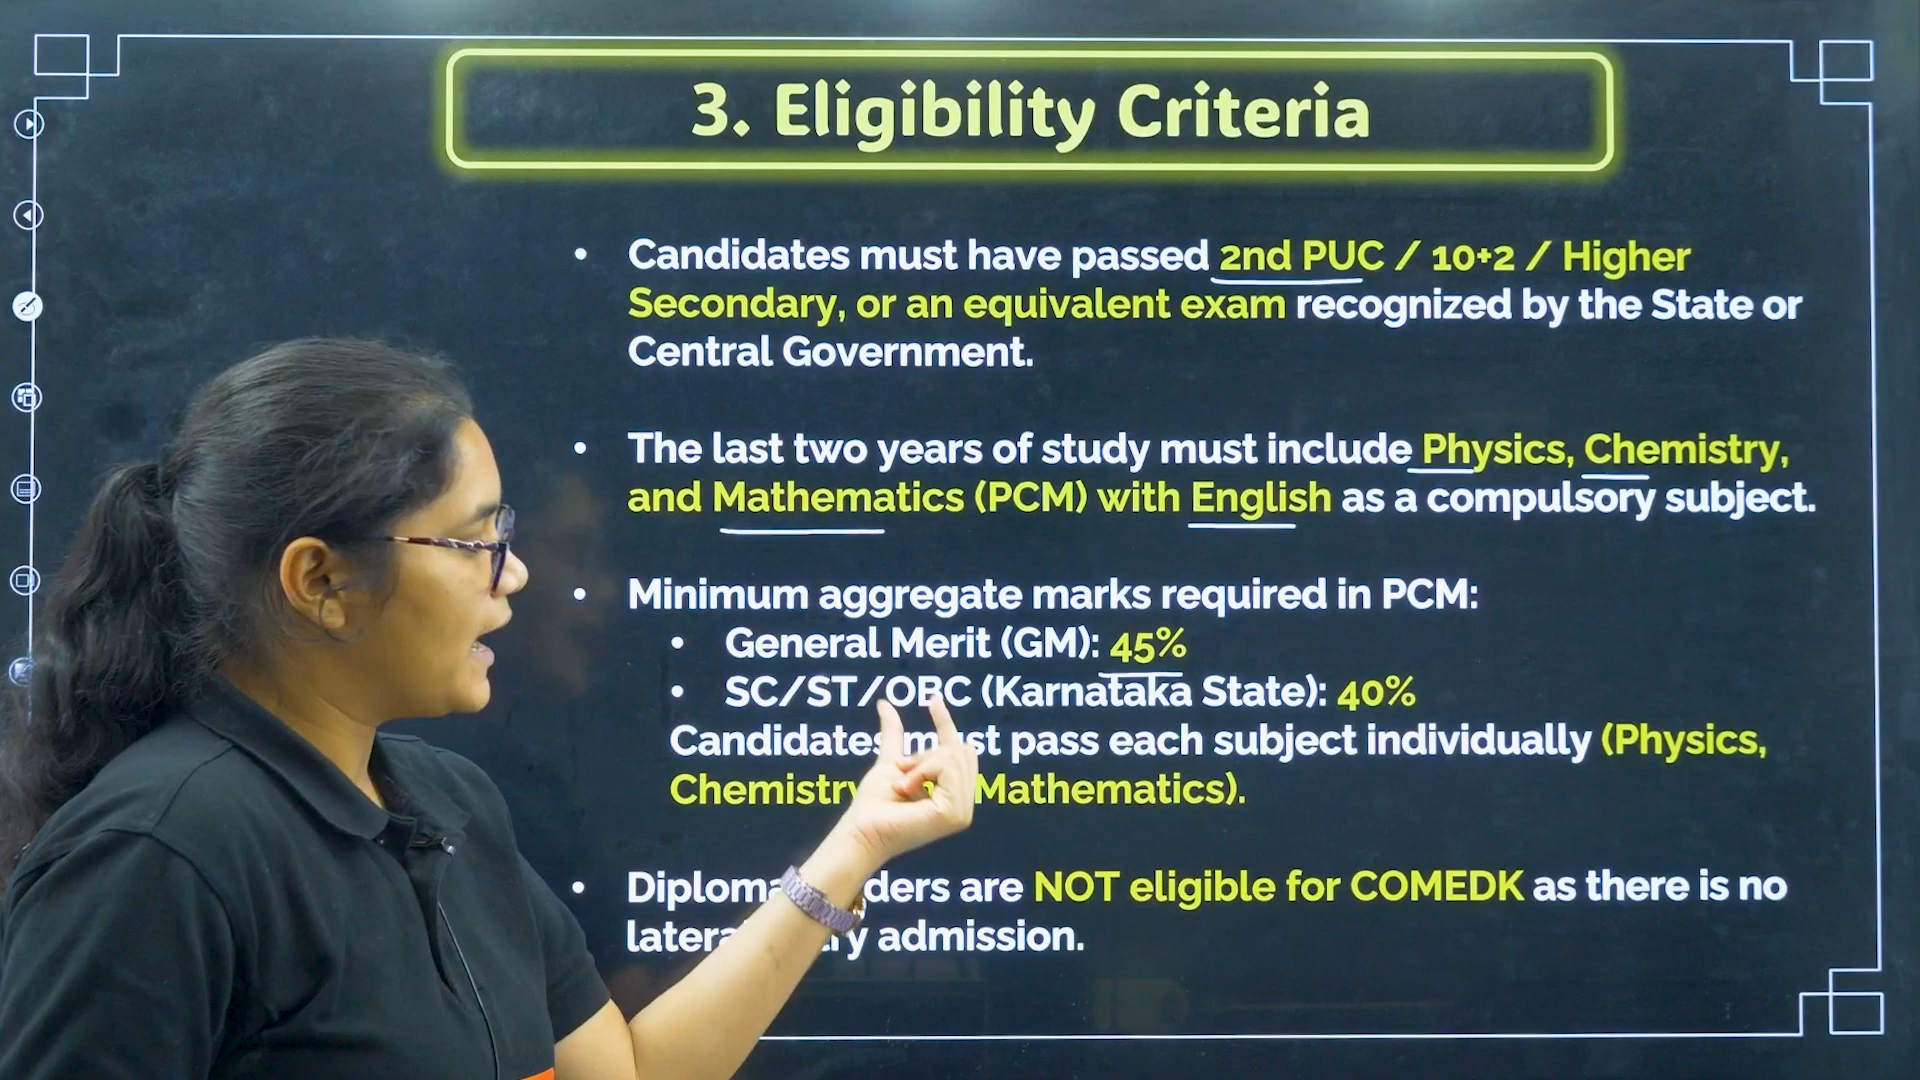 3. Eligibility Criteria
• Candidates must have passed 2nd PUC / 10+2 / Higher
Secondary, or an equivalent exam recognized by the State or
Central Government.
• The last two years of study must include Physics, Chemistry,
and Mathematics (PCM) with English as a compulsory subject.
• Minimum aggregate marks required in PCM:
• General Merit (GM): 45%
• SC/ST/OBC (Karnataka State): 40%
Candidates must pass each subject individually (Physics,
Chemistry Mathematics).
• Diploma are NOT eligible for COMEDK as there is no
admission.